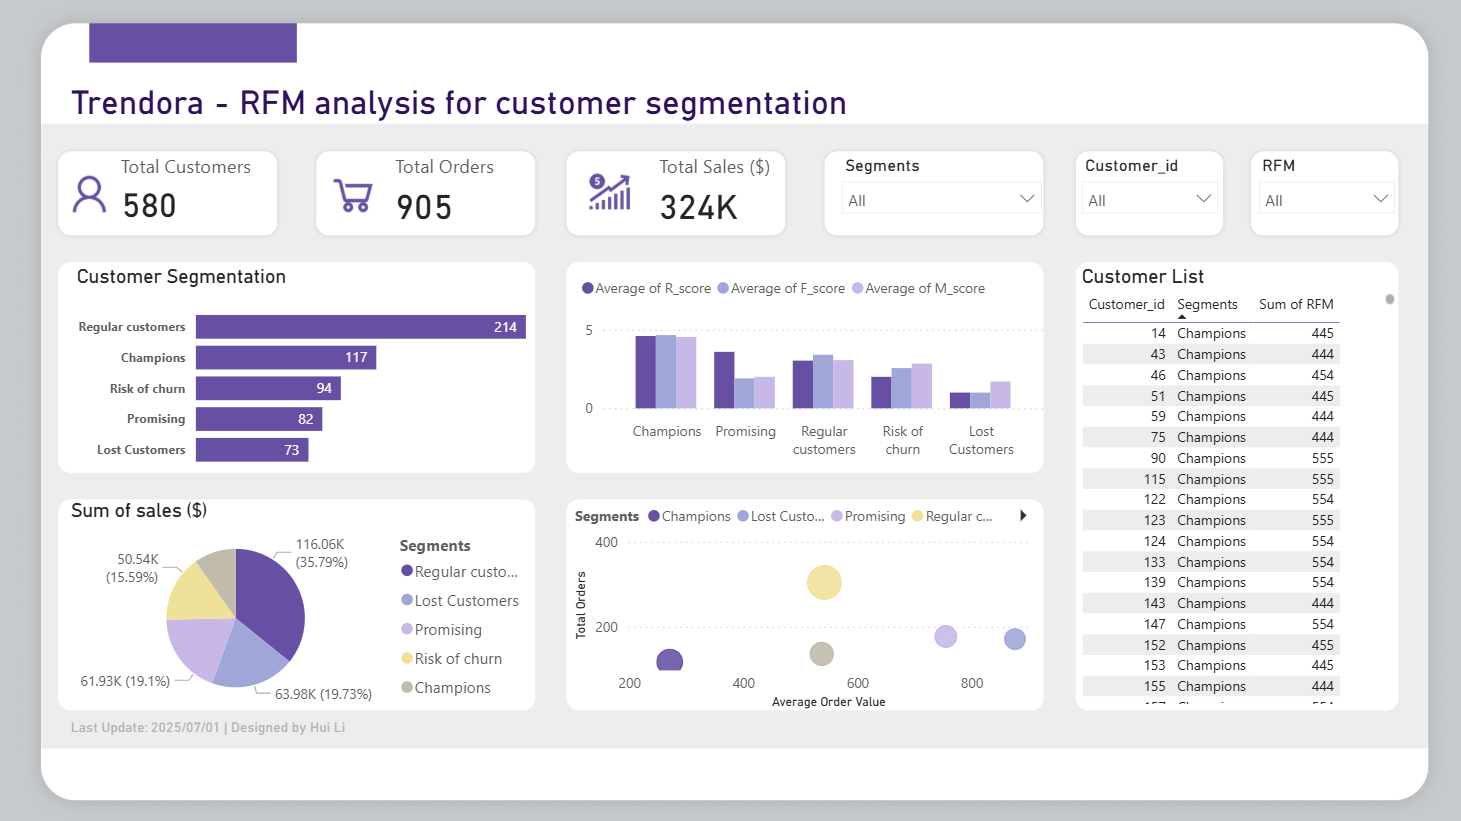 Trendora - RFM analysis for customer segmentation
Total Customers
580
Total Orders
905
$
Total Sales ($)
324K
Segments
All
Customer_id
All
RFM
All
Customer Segmentation
Regular customers 214
Champions 117
Risk of churn 94
Promising 82
Lost Customers 73
Average of R_score Average of F_score Average of M_score
5
0
Champions Promising Regular customers Risk of churn Lost Customers
Customer List
Customer_id Segments Sum of RFM
14 Champions 445
43 Champions 444
46 Champions 454
51 Champions 445
59 Champions 444
75 Champions 444
90 Champions 555
115 Champions 555
122 Champions 554
123 Champions 555
124 Champions 554
133 Champions 554
139 Champions 554
143 Champions 444
147 Champions 554
152 Champions 455
153 Champions 445
155 Champions 444
Sum of sales ($)
116.06K
(35.79%)
50.54K
(15.59%)
61.93K (19.1%)
63.98K (19.73%)
Segments
Regular custo...
Lost Customers
Promising
Risk of churn
Champions
Segments Champions Lost Custo... Promising Regular c...
400
200
Total Orders
200 400 600 800
Average Order Value
Last Update: 2025/07/01 | Designed by Hui Li